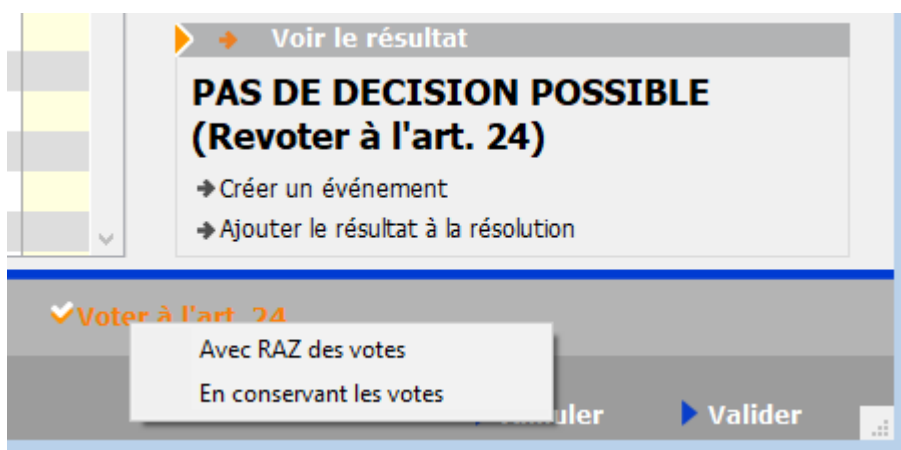 Voir le résultat
PAS DE DECISION POSSIBLE
(Revoter à l'art. 24)
Créer un événement
Ajouter le résultat à la résolution
Voter à l'art. 24
Avec RAZ des votes
En conservant les votes
Valider